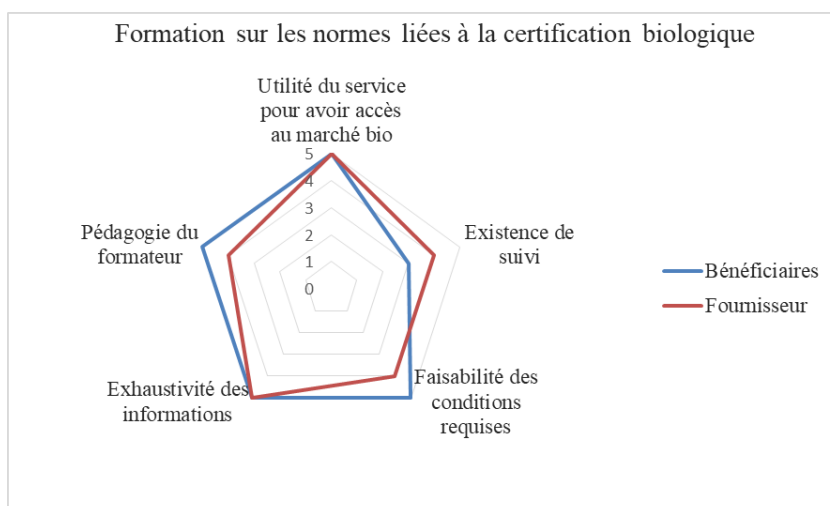 Formation sur les normes liées à la certification biologique
Utilité du service
pour avoir accès
au marché bio
5
4
3
2
1
0
Existence de
suivi
Faisabilité des
conditions
requises
Exhaustivité des
informations
Pédagogie du
formateur
Bénéficiaires
Fournisseur